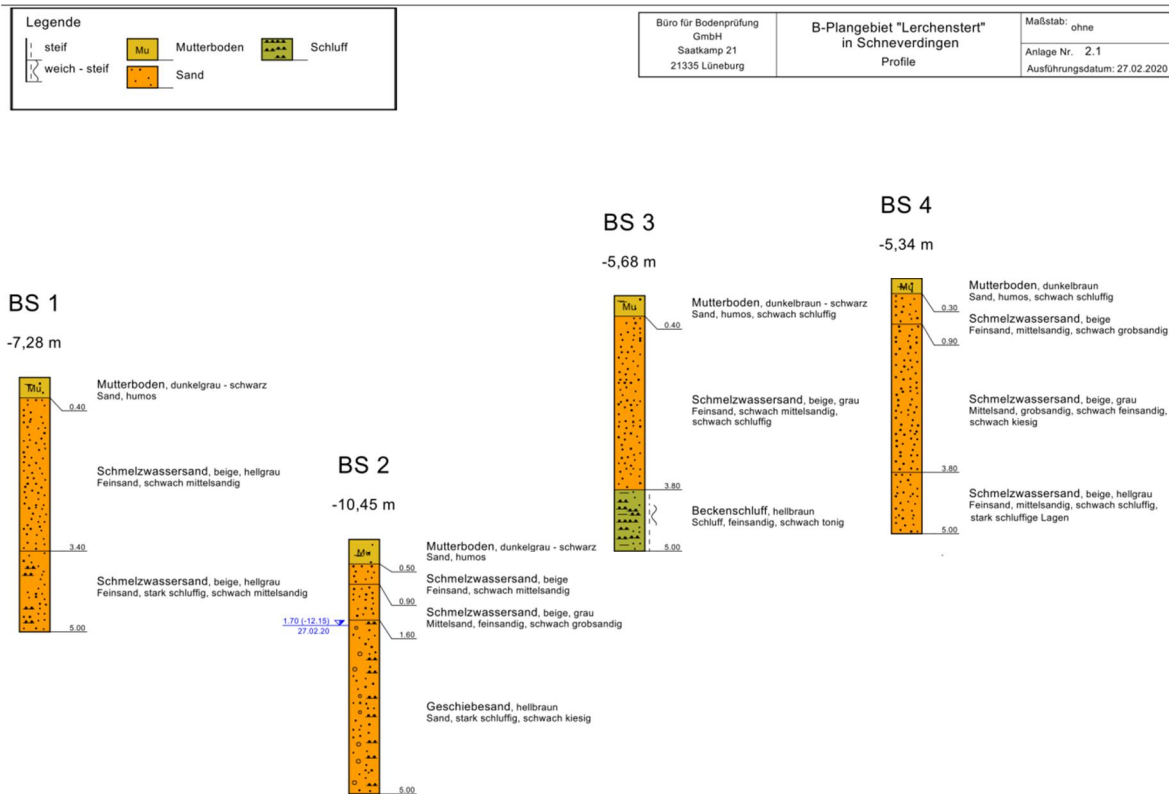 Legende
steif
weich - steif
Mu
Mutterboden
Sand
Schluff
Büro für Bodenprüfung
GmbH
Saatkamp 21
21335 Lüneburg
B-Plangebiet "Lerchenstert"
in Schneverdingen
Profile
Maßstab: ohne
Anlage Nr. 2.1
Ausführungsdatum: 27.02.2020
BS 1
-7,28 m
Mu
Mutterboden, dunkelgrau - schwarz
Sand, humos
0.40
Schmelzwassersand, beige, hellgrau
Feinsand, schwach mittelsandig
3.40
Schmelzwassersand, beige, hellgrau
Feinsand, stark schluffig, schwach mittelsandig
5.00
BS 2
-10,45 m
Mu
Mutterboden, dunkelgrau - schwarz
Sand, humos
0.50
Schmelzwassersand, beige
Feinsand, schwach mittelsandig
0.90
Schmelzwassersand, beige, grau
Mittelsand, feinsandig, schwach grobsandig
1.60
1.70 (-12.15)
27.02.20
Geschiebesand, hellbraun
Sand, stark schluffig, schwach kiesig
5.00
BS 3
-5,68 m
Mu
Mutterboden, dunkelbraun - schwarz
Sand, humos, schwach schluffig
0.40
Schmelzwassersand, beige, grau
Feinsand, schwach mittelsandig,
schwach schluffig
3.80
Beckenschluff, hellbraun
Schluff, feinsandig, schwach tonig
5.00
BS 4
-5,34 m
Mu
Mutterboden, dunkelbraun
Sand, humos, schwach schluffig
0.30
Schmelzwassersand, beige
Feinsand, mittelsandig, schwach grobsandig
0.90
Schmelzwassersand, beige, grau
Mittelsand, grobsandig, schwach feinsandig,
schwach kiesig
3.80
Schmelzwassersand, beige, hellgrau
Feinsand, mittelsandig, schwach schluffig,
stark schluffige Lagen
5.00